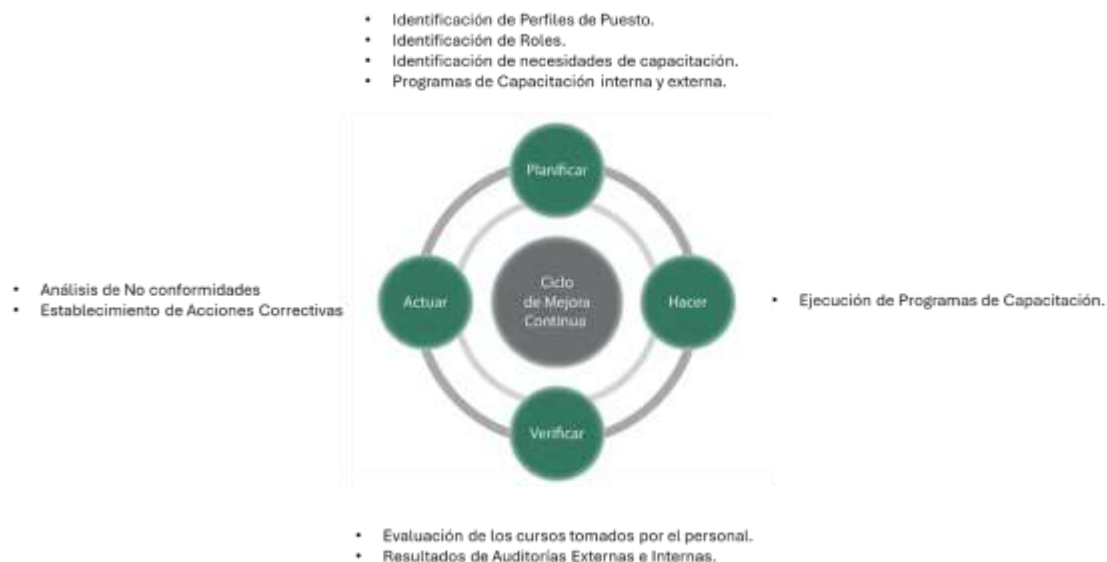 • Identificación de Perfiles de Puesto.
• Identificación de Roles.
• Identificación de necesidades de capacitación.
• Programas de Capacitación interna y externa.
Planificar
• Análisis de No conformidades
• Establecimiento de Acciones Correctivas
Actuar
Ciclo
de Mejora
Continua
Hacer
• Ejecución de Programas de Capacitación.
Verificar
• Evaluación de los cursos tomados por el personal.
• Resultados de Auditorías Externas e Internas.